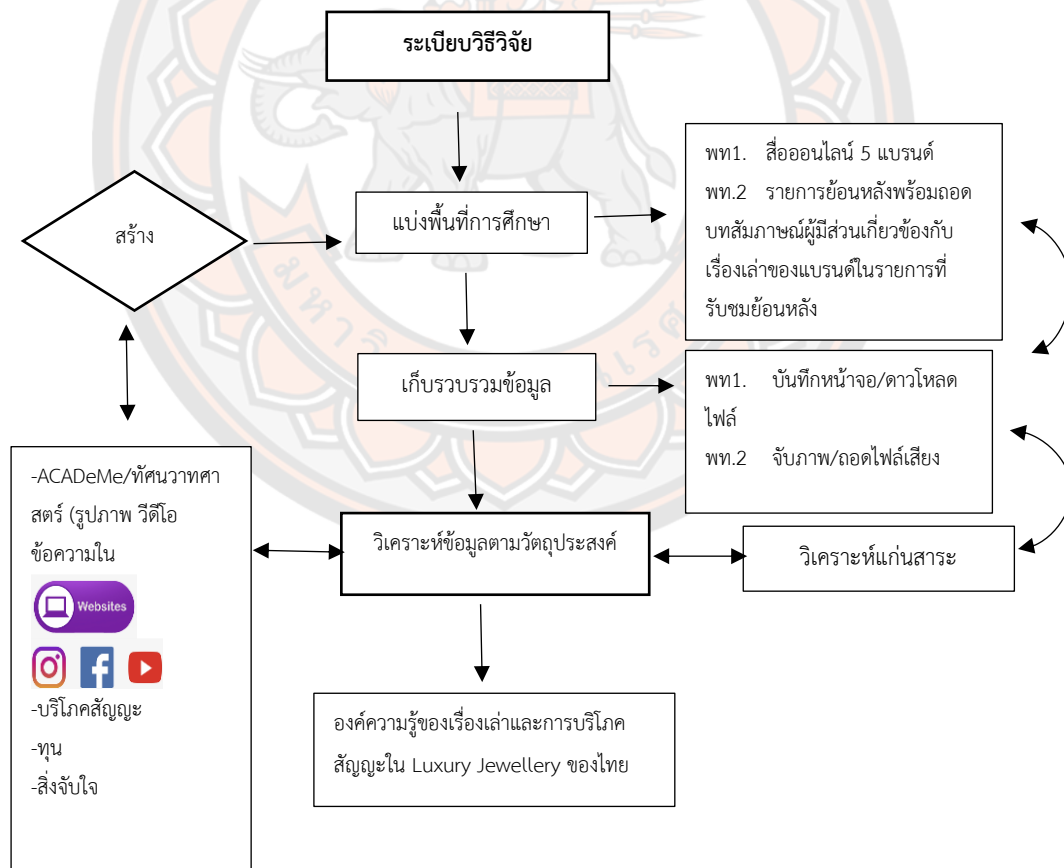 ระเบียบวิธีวิจัย
พท1. สื่อออนไลน์ 5 แบรนด์
พท.2 รายการย้อนหลังพร้อมถอด
บทสัมภาษณ์ผู้มีส่วนเกี่ยวข้องกับ
เรื่องเล่าของแบรนด์ในรายการที่
รับชมย้อนหลัง
แบ่งพื้นที่การศึกษา
สร้าง
เก็บรวบรวมข้อมูล
พท1. บันทึกหน้าจอ/ดาวโหลด
ไฟล์
พท.2 จับภาพ/ถอดไฟล์เสียง
-ACADeMe/ทัศนวาทศา
สตร์ (รูปภาพ วีดีโอ
ข้อความใน
Websites
-บริโภคสัญญะ
-ทุน
-สิ่งจับใจ
วิเคราะห์ข้อมูลตามวัตถุประสงค์
วิเคราะห์แก่นสาระ
องค์ความรู้ของเรื่องเล่าและการบริโภค
สัญญะใน Luxury Jewellery ของไทย